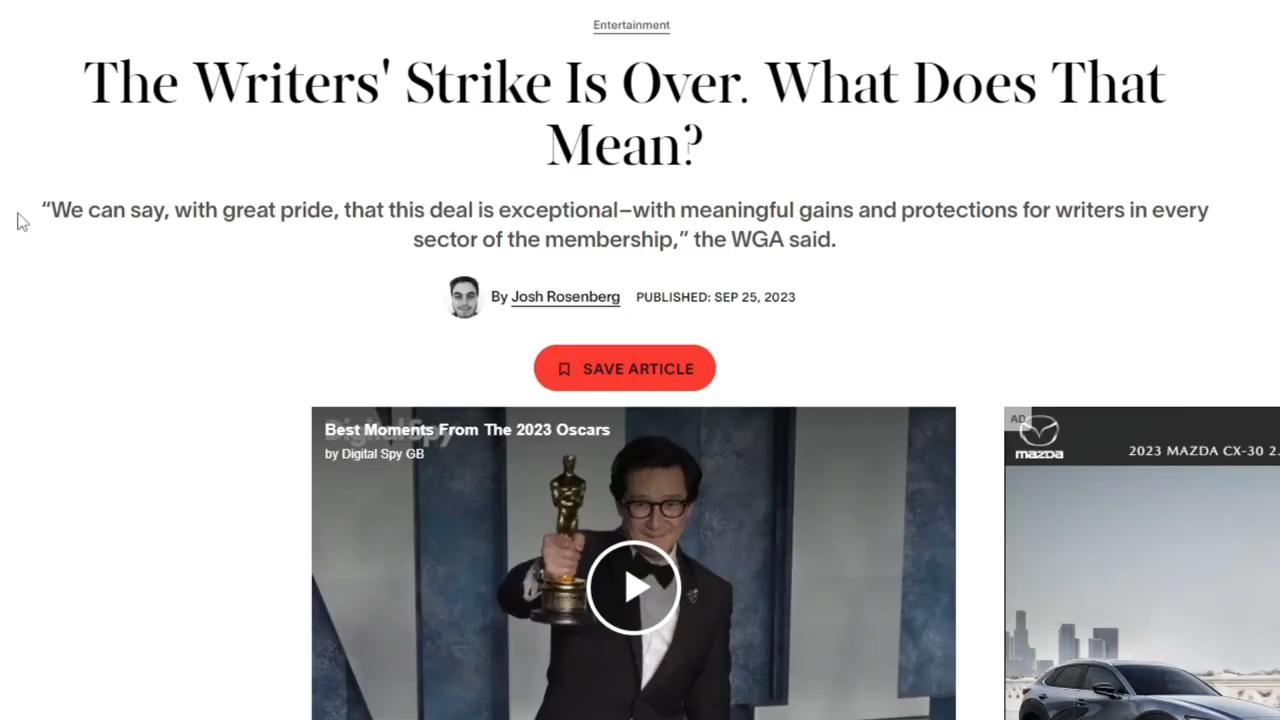 Entertainment
The Writers' Strike Is Over. What Does That
Mean?
“We can say, with great pride, that this deal is exceptional–with meaningful gains and protections for writers in every
sector of the membership,” the WGA said.
By Josh Rosenberg PUBLISHED: SEP 25, 2023
SAVE ARTICLE
DigitalSpy
Best Moments From The 2023 Oscars
by Digital Spy GB
AD
mazda
2023 MAZDA CX-30 2.